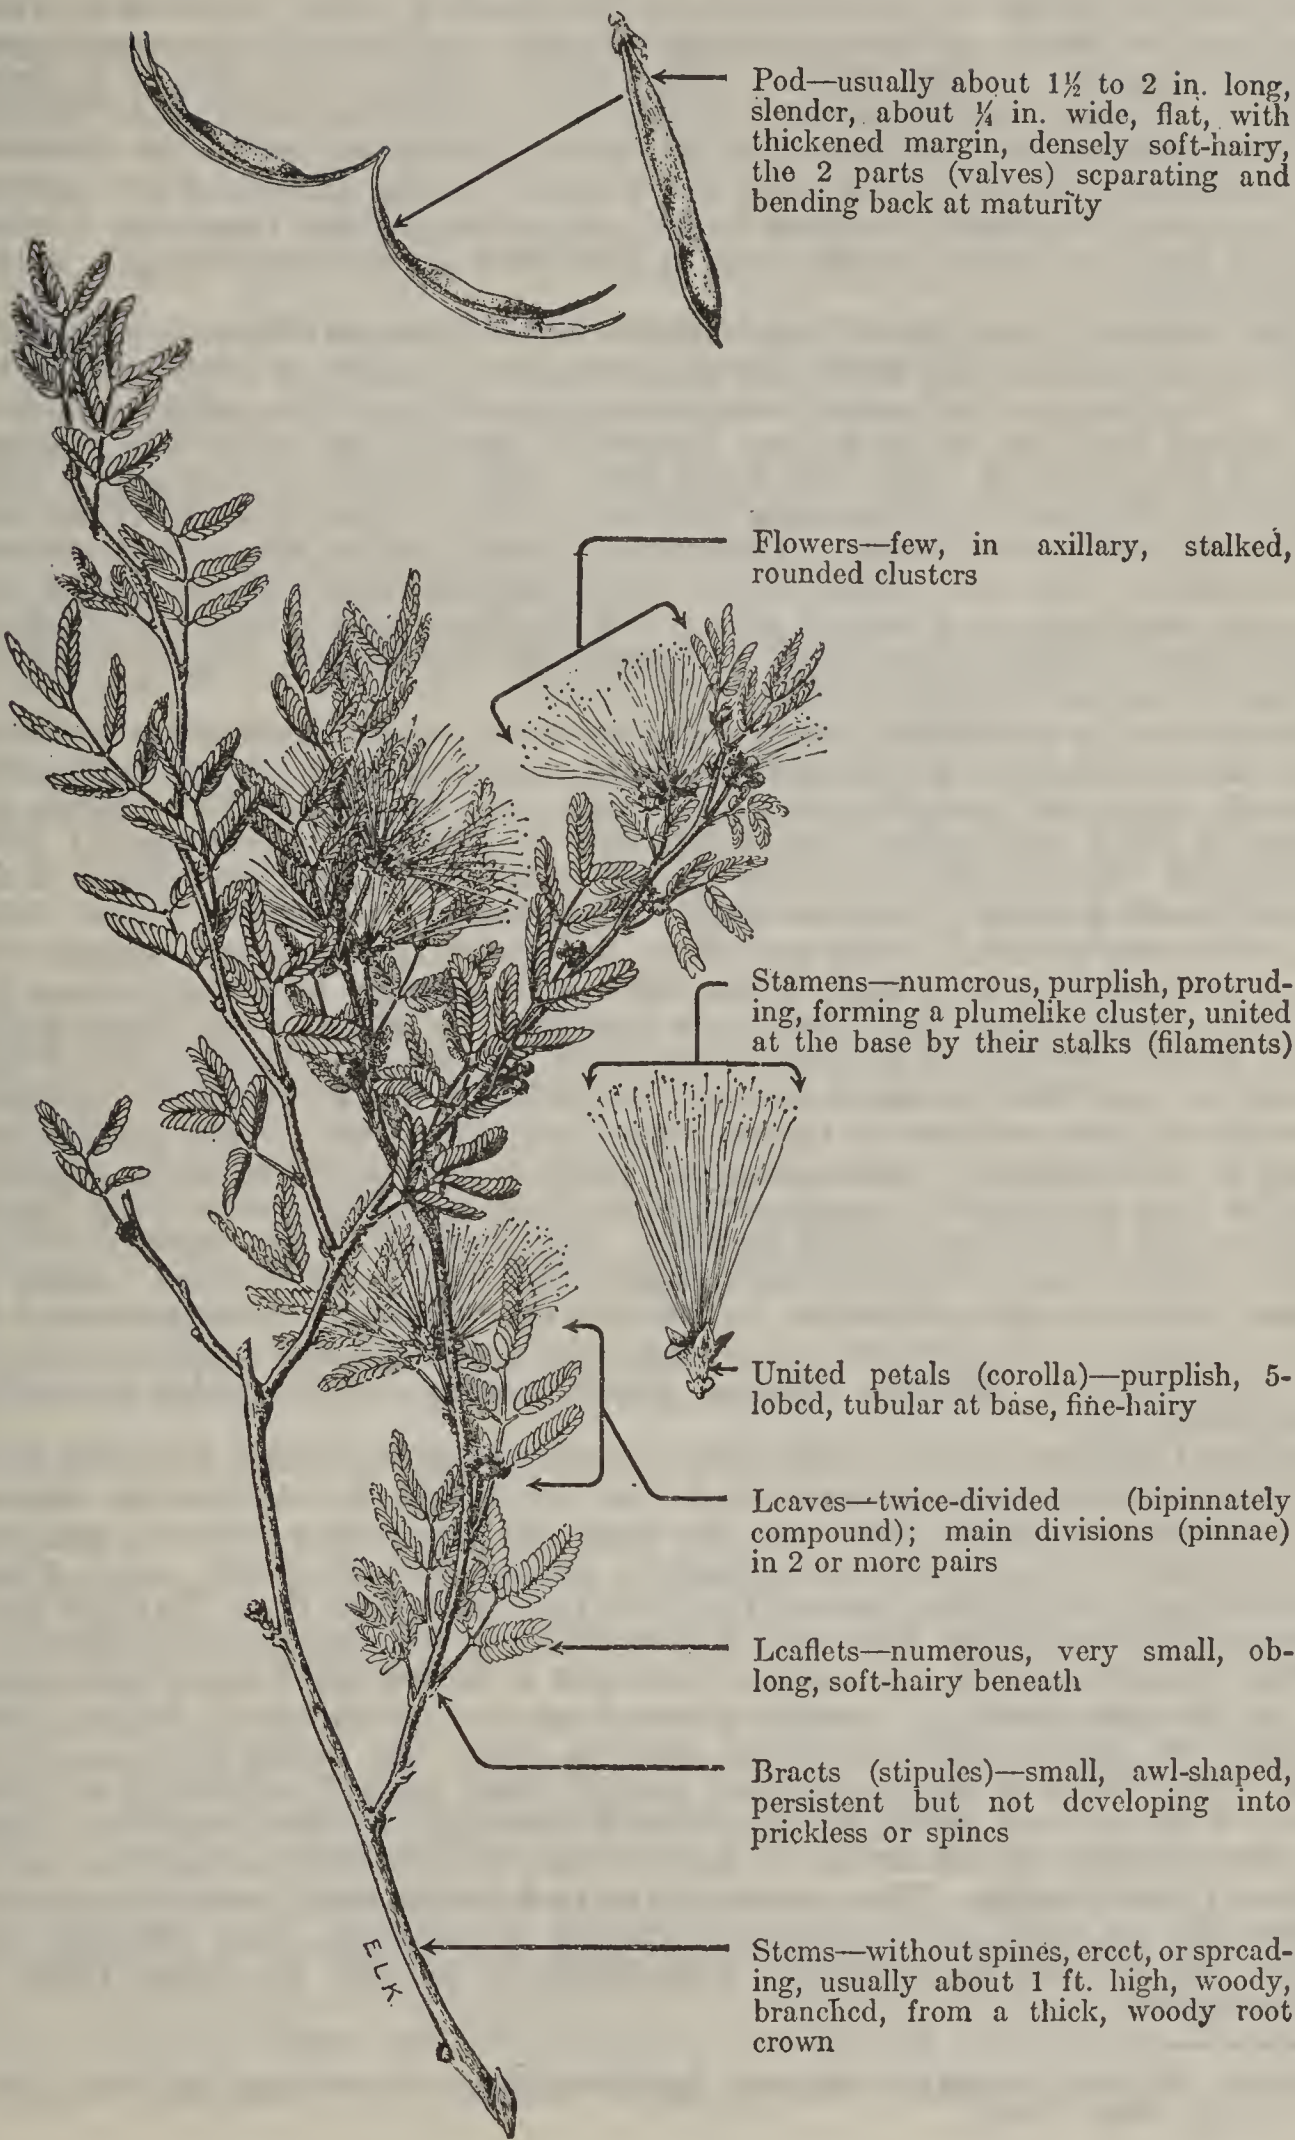 Pod—usually about 1½ to 2 in. long,
slender, about ¼ in. wide, flat, with
thickened margin, densely soft-hairy,
the 2 parts (valves) separating and
bending back at maturity
Flowers—few, in axillary, stalked,
rounded clusters
Stamens—numerous, purplish, protrud-
ing, forming a plumelike cluster, united
at the base by their stalks (filaments)
United petals (corolla)—purplish, 5-
lobed, tubular at base, fine-hairy
Leaves—twice-divided (bipinnately
compound); main divisions (pinnae)
in 2 or more pairs
Leaflets—numerous, very small, ob-
long, soft-hairy beneath
Bracts (stipules)—small, awl-shaped,
persistent but not developing into
prickless or spines
Stems—without spines, erect, or spread-
ing, usually about 1 ft. high, woody,
branched, from a thick, woody root
crown
ELK.